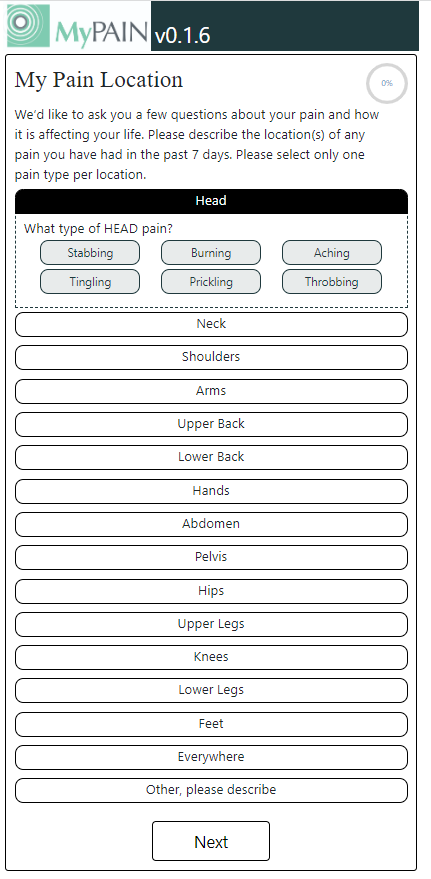 MyPAIN v0.1.6
My Pain Location
0%
We'd like to ask you a few questions about your pain and how
it is affecting your life. Please describe the location(s) of any
pain you have had in the past 7 days. Please select only one
pain type per location.
Head
What type of HEAD pain?
Stabbing Burning Aching
Tingling Prickling Throbbing
Neck
Shoulders
Arms
Upper Back
Lower Back
Hands
Abdomen
Pelvis
Hips
Upper Legs
Knees
Lower Legs
Feet
Everywhere
Other, please describe
Next